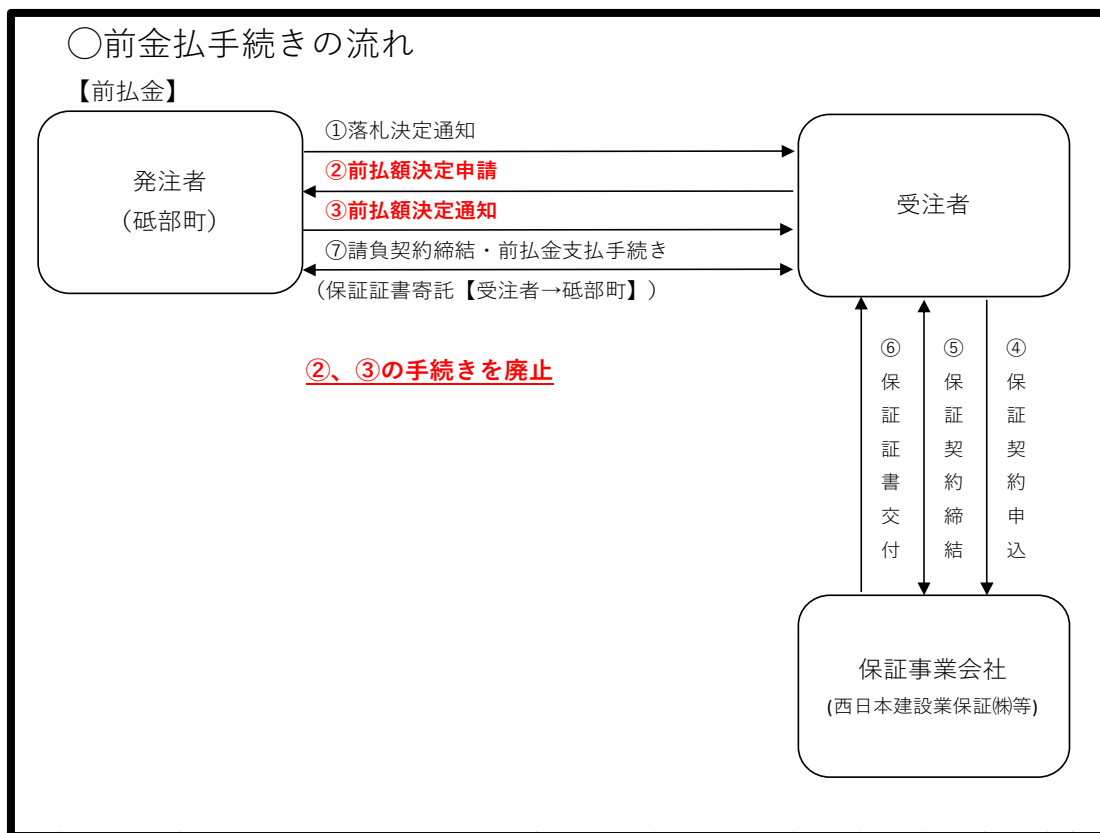 ◯前金払手続きの流れ
【前払金】
発注者
(砥部町)
①落札決定通知
②前払額決定申請
③前払額決定通知
⑦請負契約締結・前払金支払手続き
(保証証書寄託【受注者→砥部町】)
受注者
②、③の手続きを廃止
⑥保証証書交付
⑤保証契約締結
④保証契約申込
保証事業会社
(西日本建設業保証㈱等)